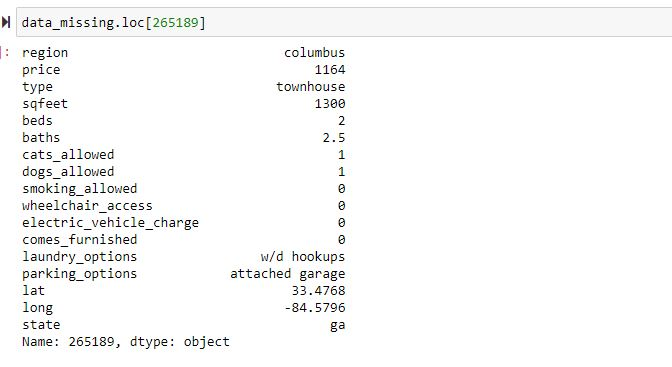 data_missing.loc[265189]
region columbus
price 1164
type townhouse
sqfeet 1300
beds 2
baths 2.5
cats_allowed 1
dogs_allowed 1
smoking_allowed 0
wheelchair_access 0
electric_vehicle_charge 0
comes_furnished 0
laundry_options w/d hookups
parking_options attached garage
lat 33.4768
long -84.5796
state ga
Name: 265189, dtype: object